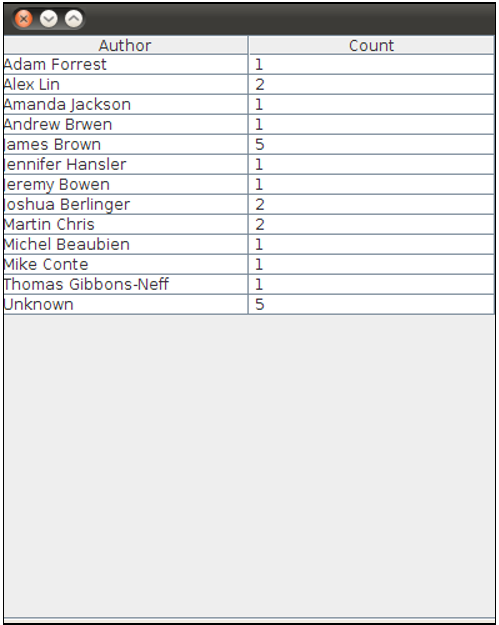 Author Count
Adam Forrest 1
Alex Lin 2
Amanda Jackson 1
Andrew Brwen 1
James Brown 5
Jennifer Hansler 1
Jeremy Bowen 1
Joshua Berlinger 2
Martin Chris 2
Michel Beaubien 1
Mike Conte 1
Thomas Gibbons-Neff 1
Unknown 5